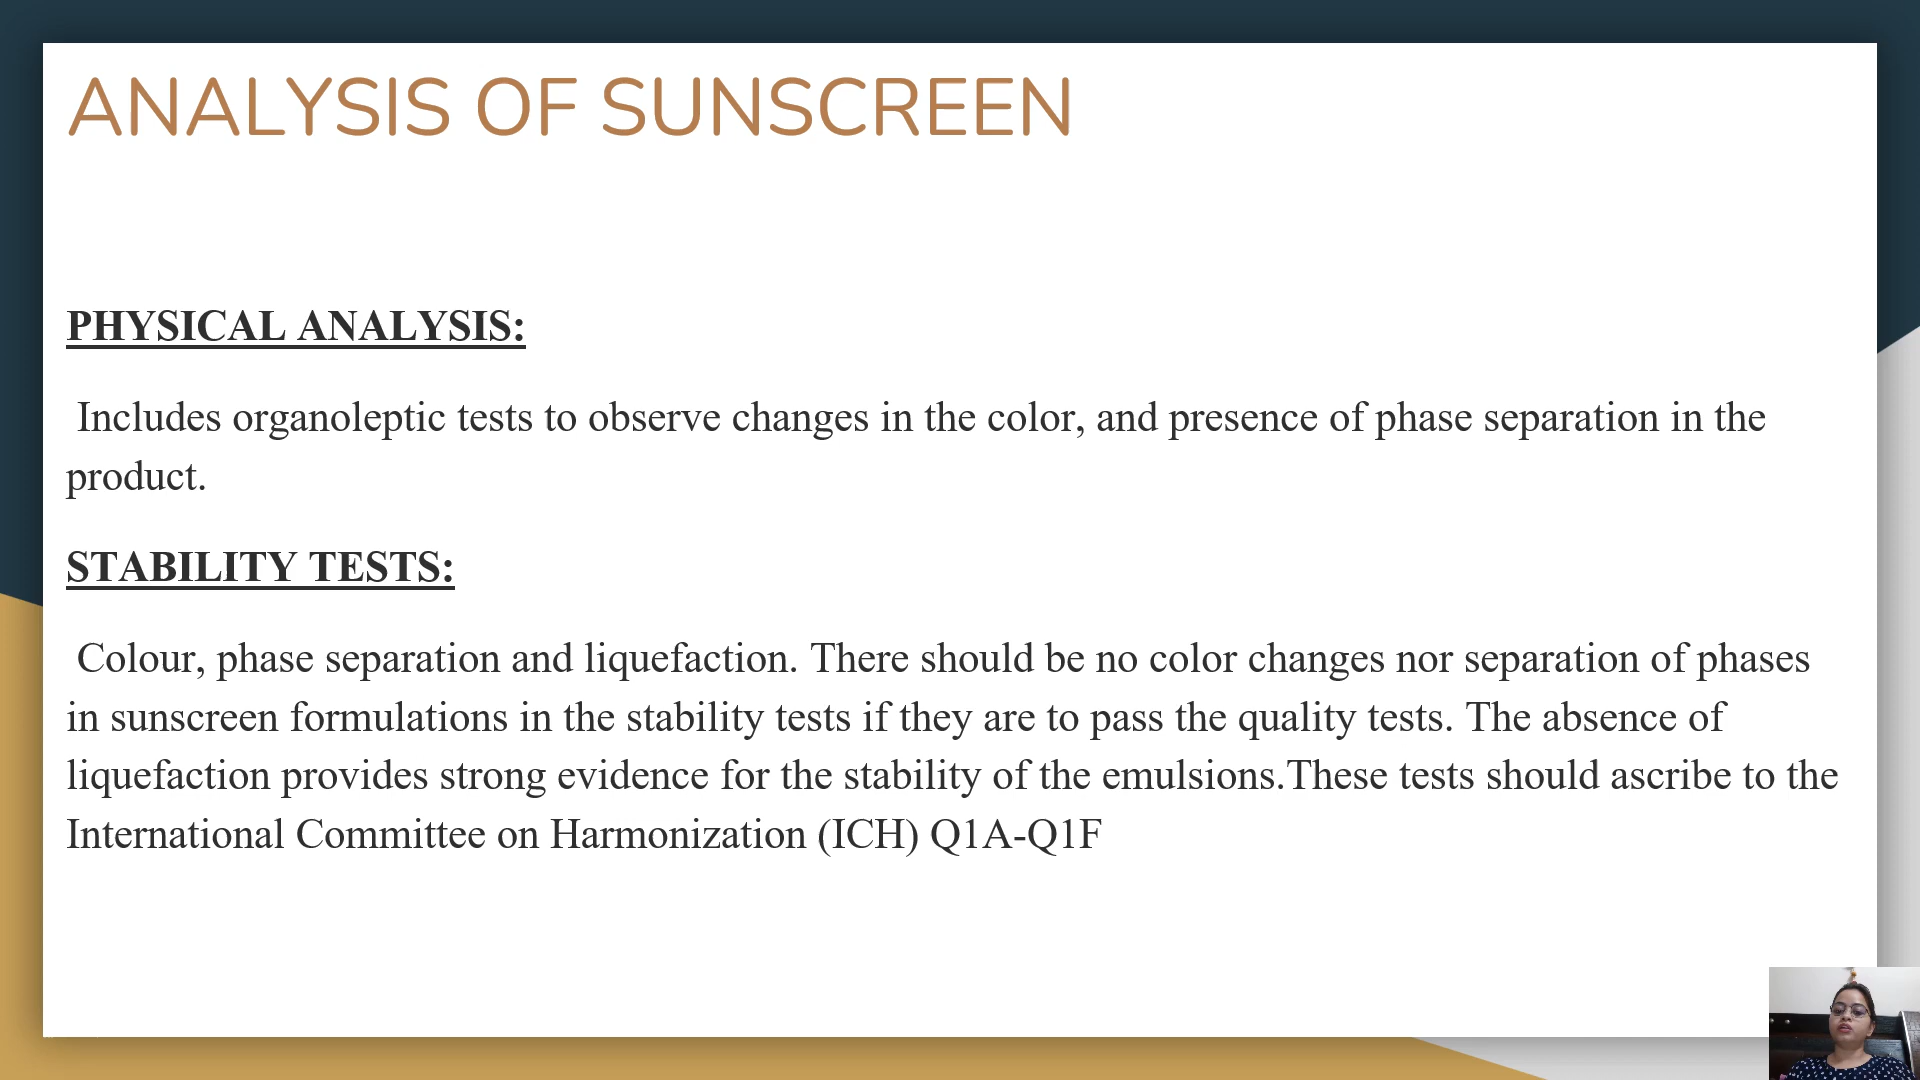 ANALYSIS OF SUNSCREEN
PHYSICAL ANALYSIS:
Includes organoleptic tests to observe changes in the color, and presence of phase separation in the
product.
STABILITY TESTS:
Colour, phase separation and liquefaction. There should be no color changes nor separation of phases
in sunscreen formulations in the stability tests if they are to pass the quality tests. The absence of
liquefaction provides strong evidence for the stability of the emulsions.These tests should ascribe to the
International Committee on Harmonization (ICH) Q1A-Q1F